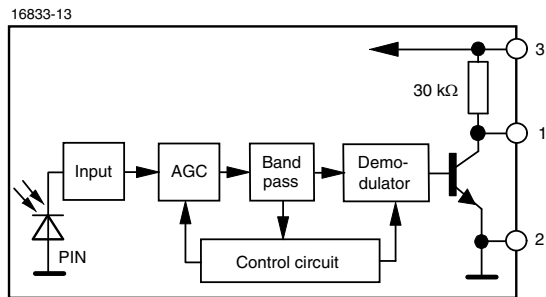 16833-13
3
30 kΩ
1
Input
AGC
Band
pass
Demo-
dulator
2
PIN
Control circuit